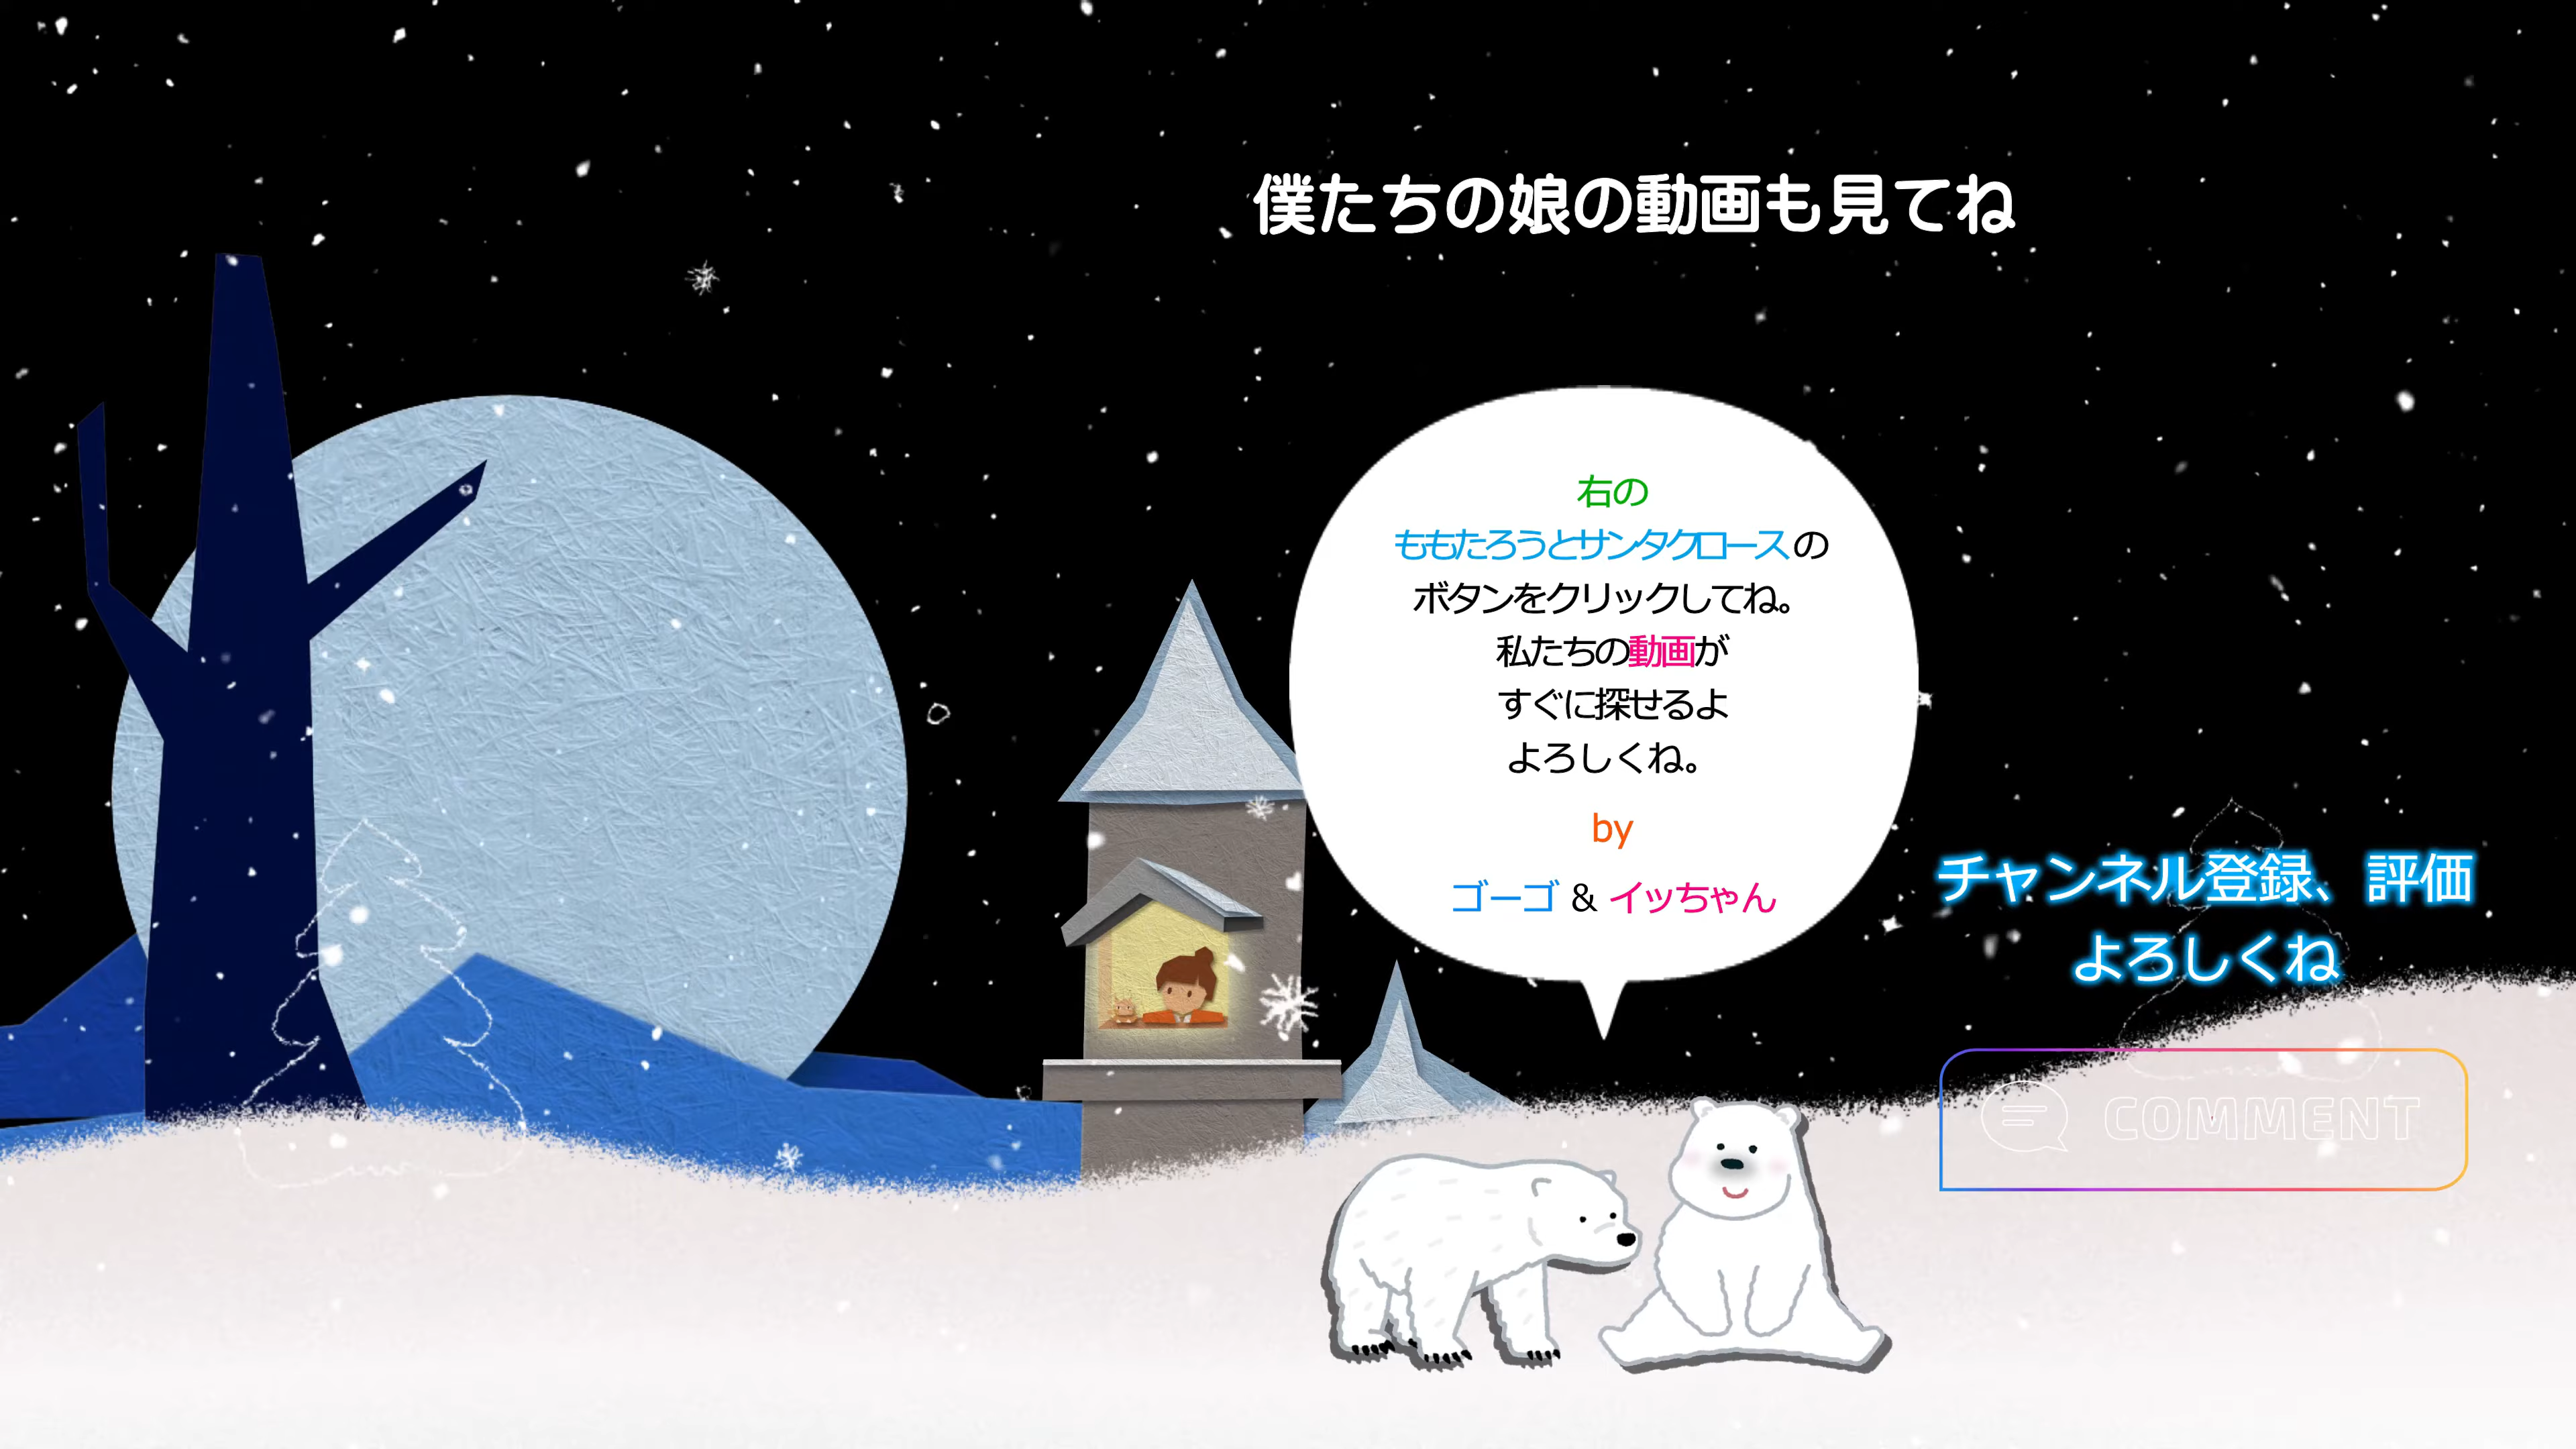 僕たちの娘の動画も見てね
右の
ももたろうとサンタクロースの
ボタンをクリックしてね。
私たちの動画が
すぐに探せるよ
よろしくね。
by
ゴーゴ & イッちゃん
チャンネル登録、評価
よろしくね
COMMENT